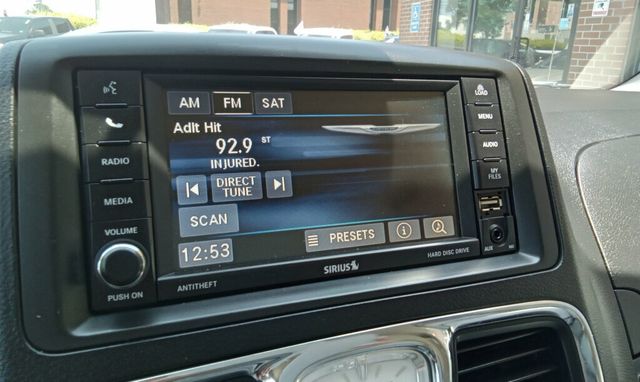 LOAD
AM FM SAT
MENU
Adlt Hit
92.9 ST
INJURED.
RADIO
AUDIO
MY FILES
DIRECT TUNE
MEDIA
SCAN
VOLUME
PRESETS
12:53
SIRIUS
HARD DISC DRIVE
AUX
PUSH ON
ANTITHEFT